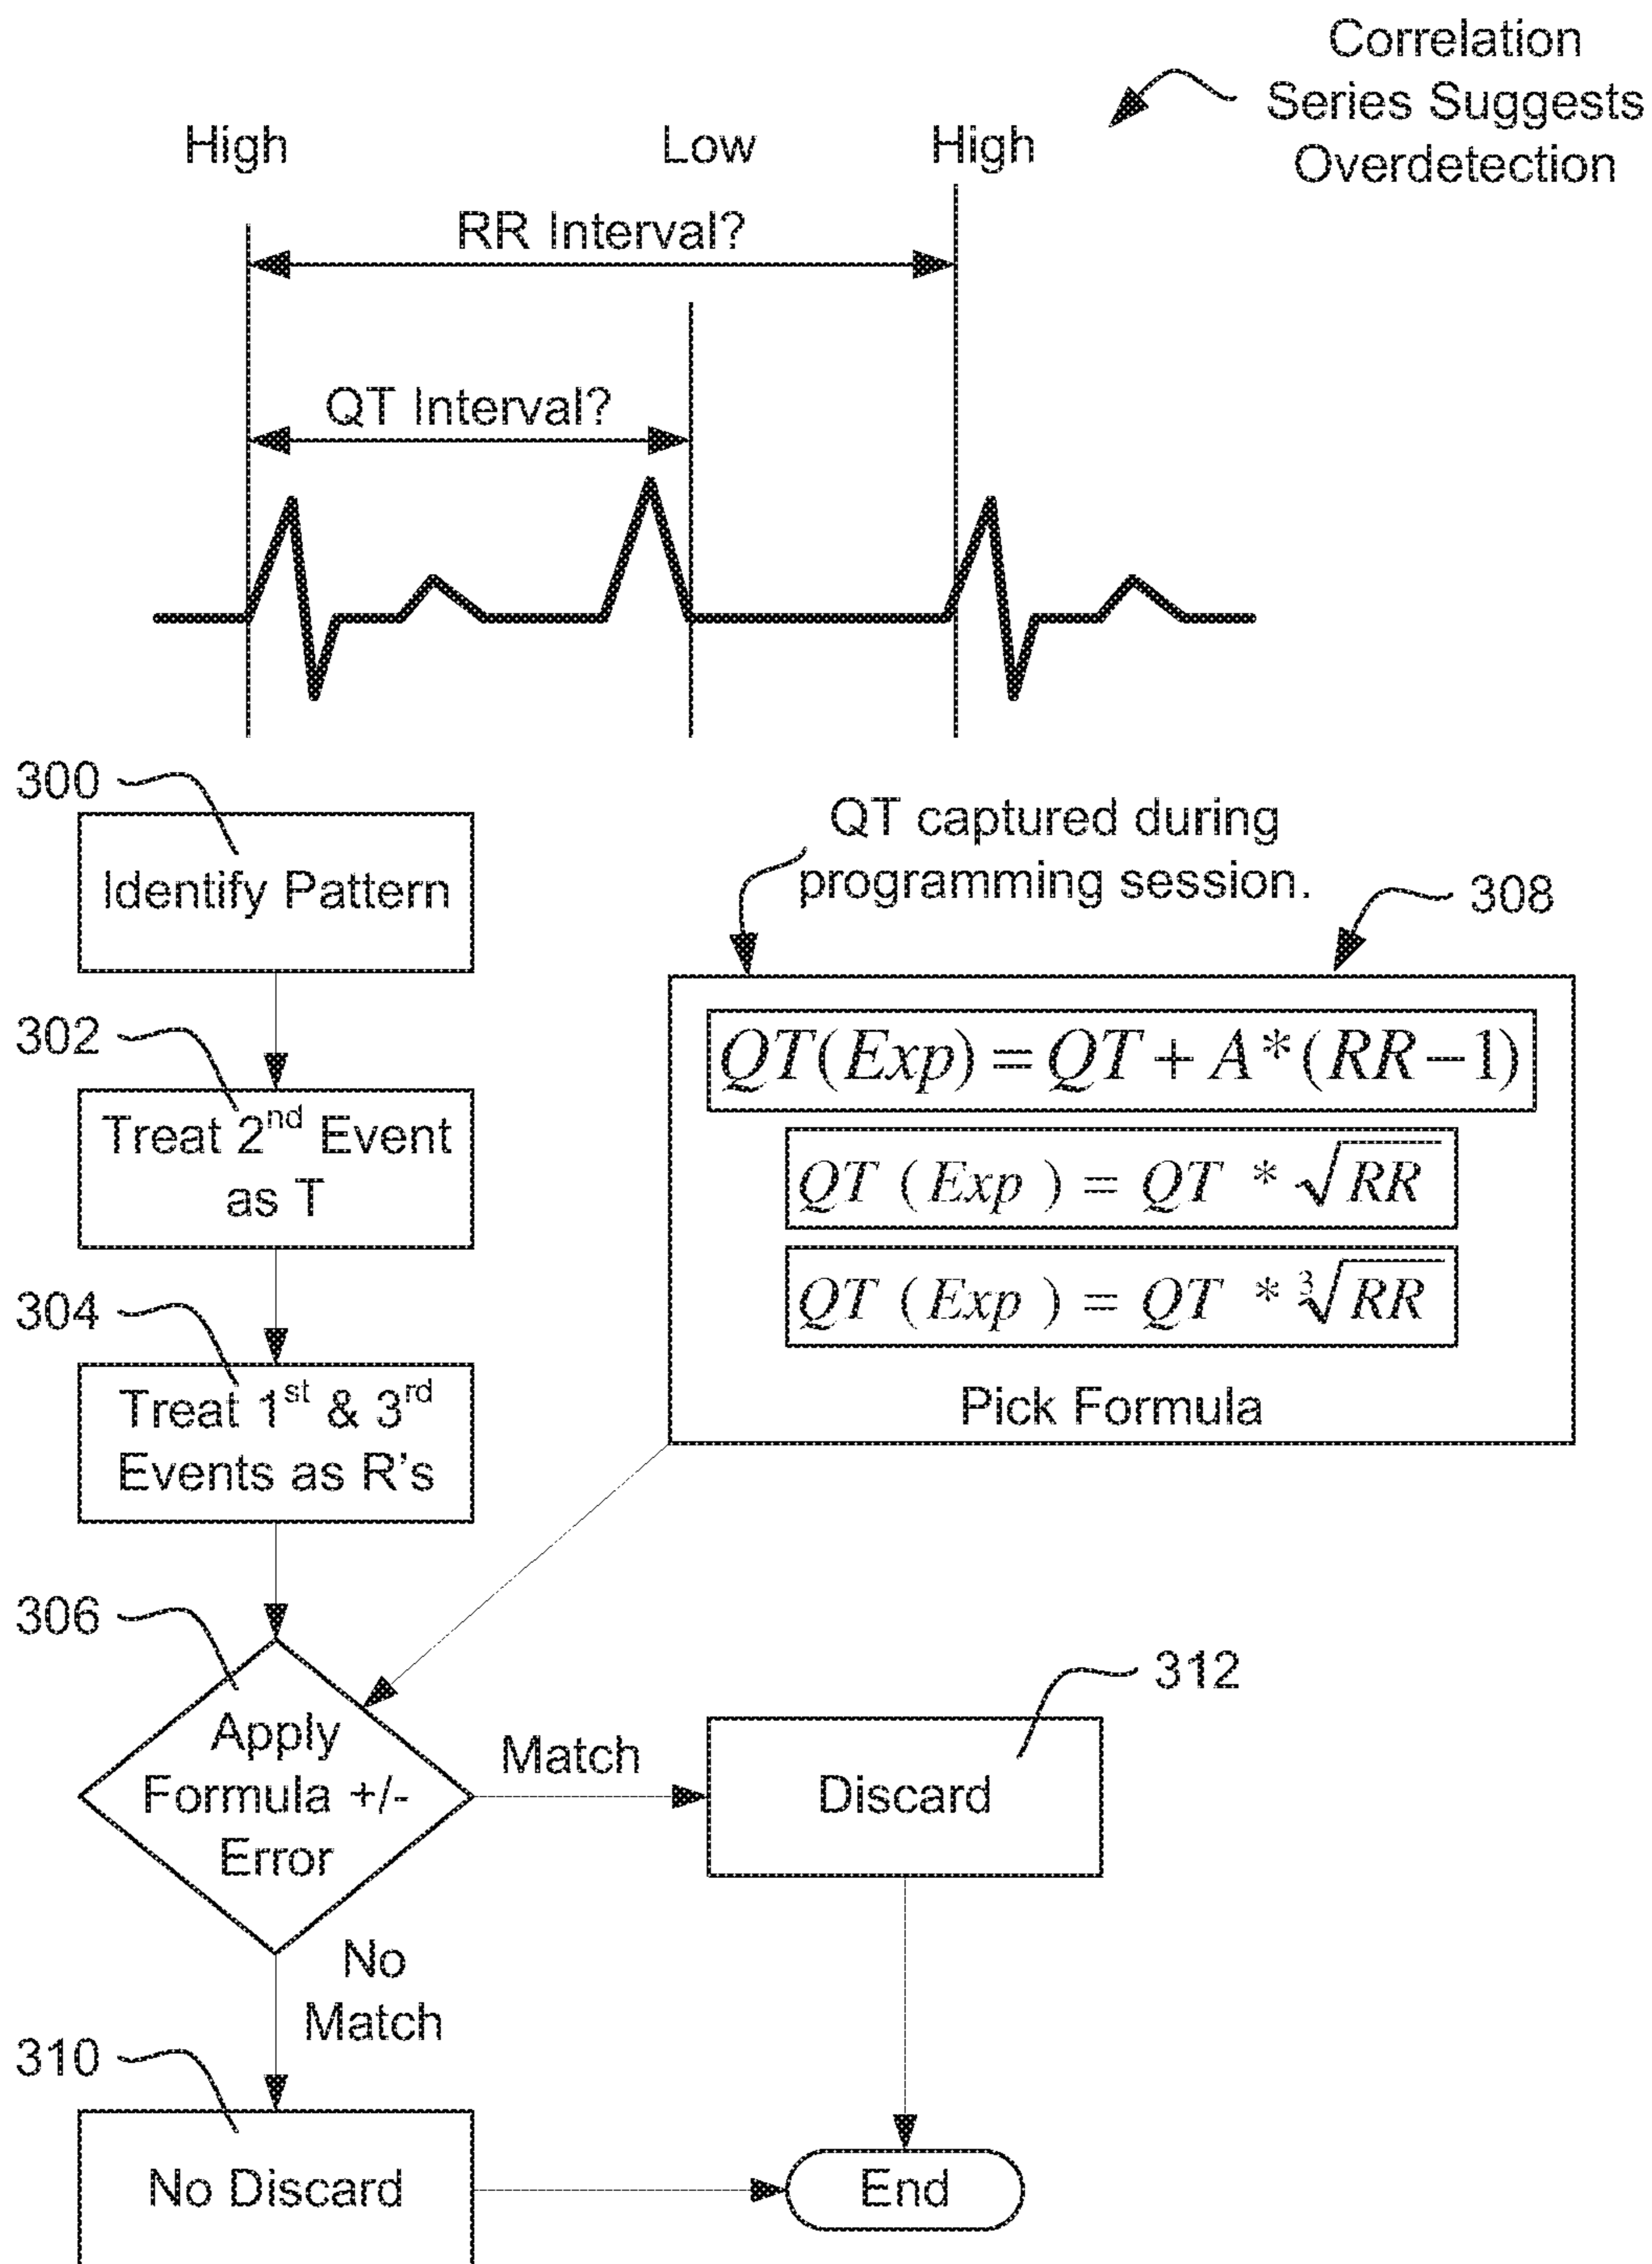 Correlation
Series Suggests
Overdetection
High
Low
High
RR Interval?
QT Interval?
300
Identify Pattern
302
Treat 2nd Event
as T
304
Treat 1st & 3rd
Events as R's
QT captured during
programming session.
308
QT(Exp) = QT + A*(RR−1)
QT (Exp ) = QT * √RR
QT (Exp ) = QT * ∛RR
Pick Formula
306
Apply
Formula +/-
Error
Match
312
Discard
No
Match
310
No Discard
End